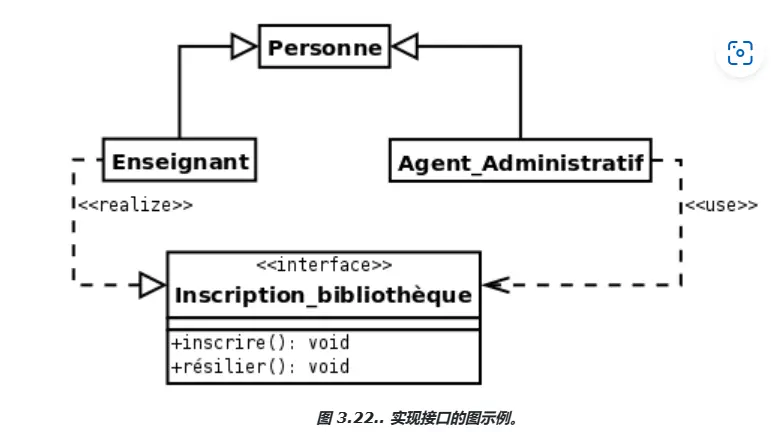 Personne
Enseignant
Agent_Administratif
<<realize>>
<<use>>
<<interface>>
Inscription_bibliothèque
+inscrire(): void
+résilier(): void
图 3.22.. 实现接口的图示例。